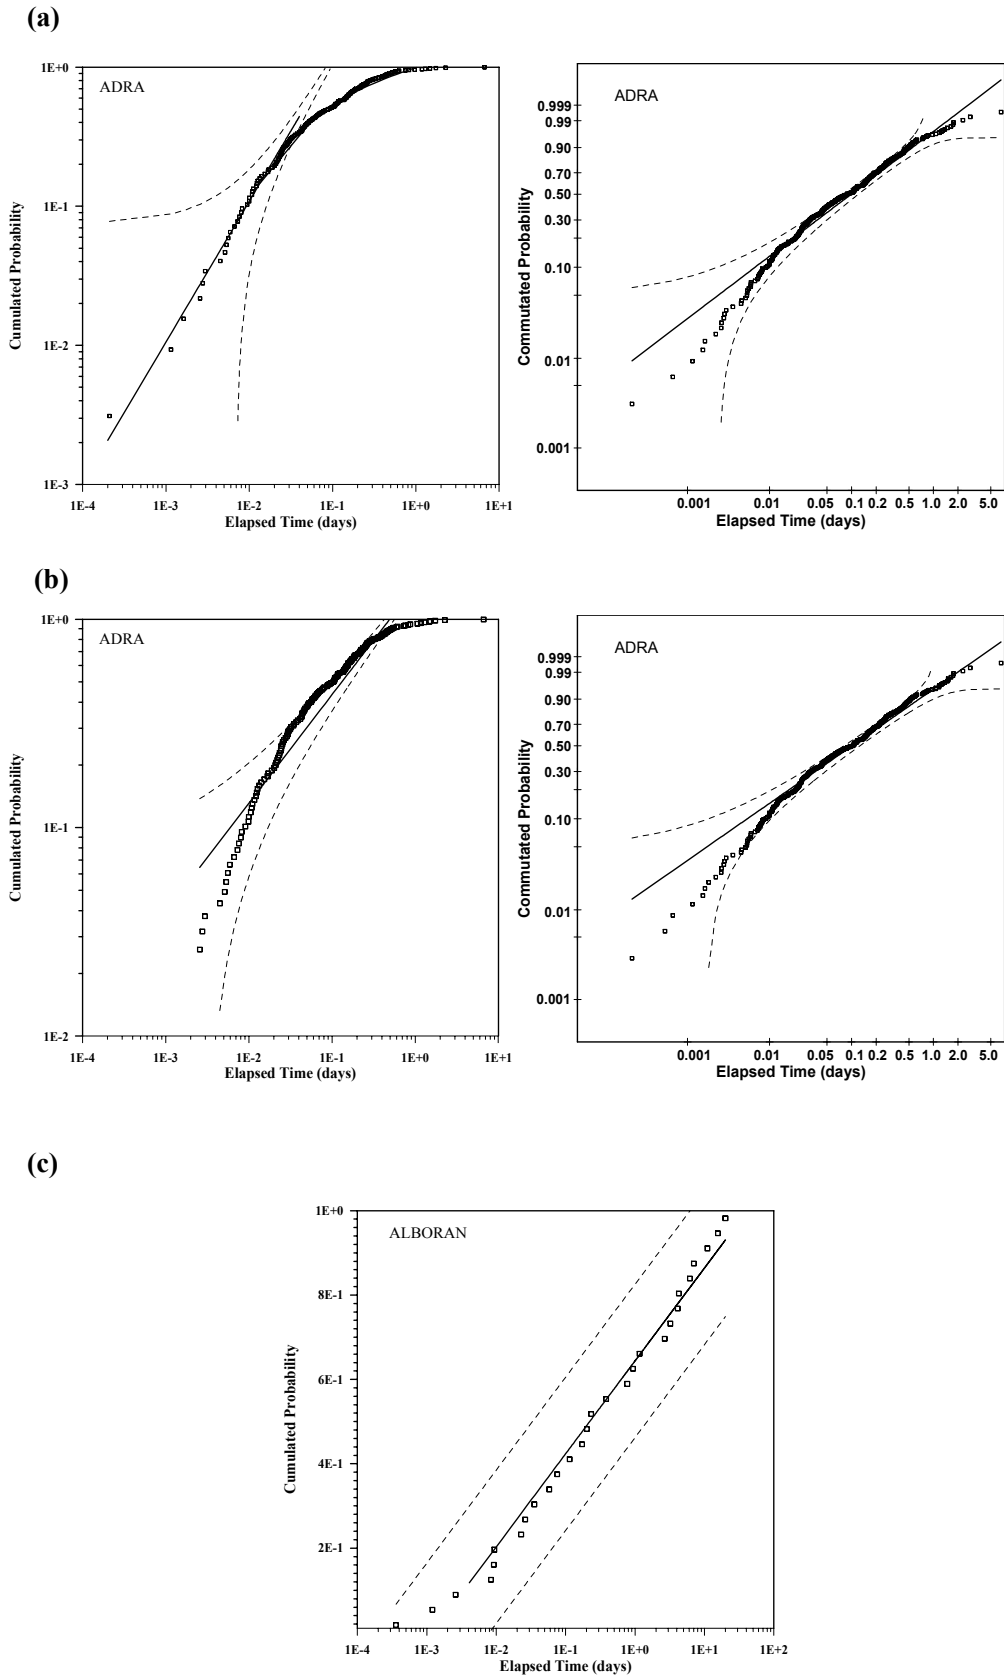 (a)
ADRA
1E+0
1E-1
1E-2
1E-3
Cumulated Probability
1E-4 1E-3 1E-2 1E-1 1E+0 1E+1
Elapsed Time (days)
ADRA
0.999
0.99
0.90
0.70
0.50
0.30
0.10
0.01
0.001
Commutated Probability
0.001 0.01 0.05 0.1 0.2 0.5 1.0 2.0 5.0
Elapsed Time (days)
(b)
ADRA
1E+0
1E-1
1E-2
Cumulated Probability
1E-4 1E-3 1E-2 1E-1 1E+0 1E+1
Elapsed Time (days)
ADRA
0.999
0.99
0.90
0.70
0.50
0.30
0.10
0.01
0.001
Commutated Probability
0.001 0.01 0.05 0.1 0.2 0.5 1.0 2.0 5.0
Elapsed Time (days)
(c)
ALBORAN
1E+0
8E-1
6E-1
4E-1
2E-1
Cumulated Probability
1E-4 1E-3 1E-2 1E-1 1E+0 1E+1 1E+2
Elapsed Time (days)